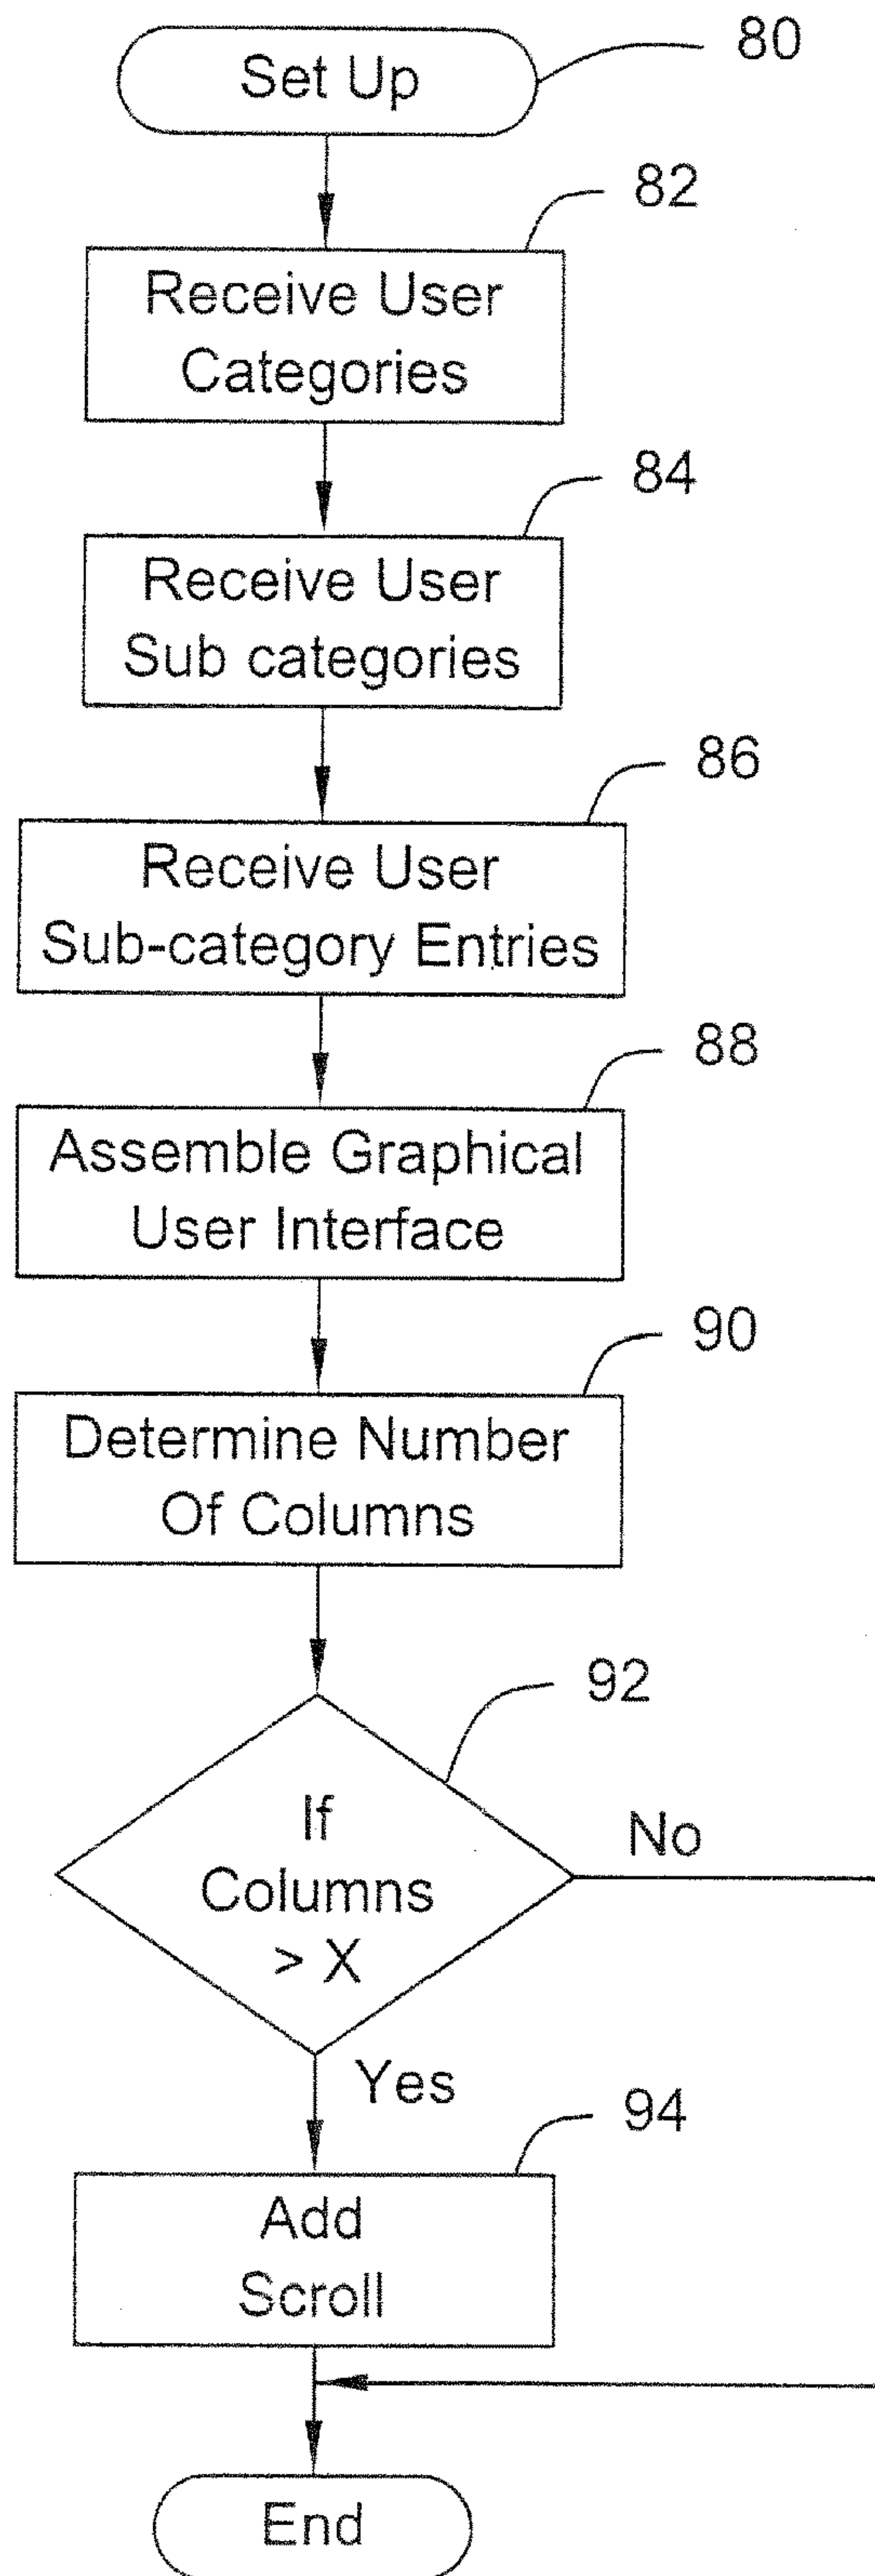 Set Up
80
82
Receive User
Categories
84
Receive User
Sub categories
86
Receive User
Sub-category Entries
88
Assemble Graphical
User Interface
90
Determine Number
Of Columns
92
If
Columns
> X
No
Yes
94
Add
Scroll
End